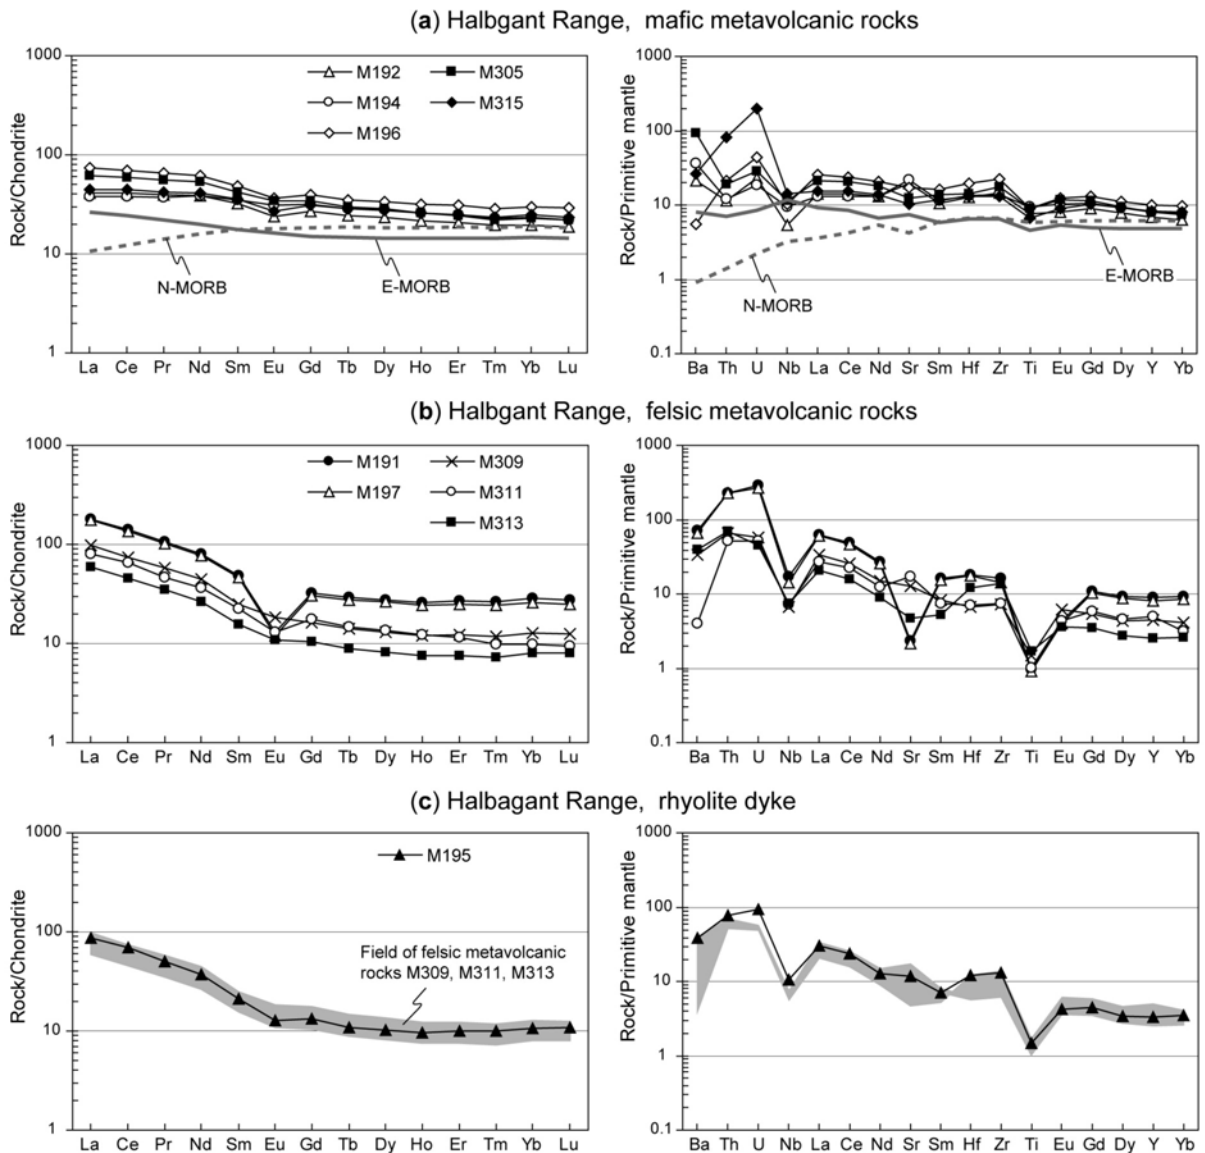 (a) Halbgant Range, mafic metavolcanic rocks
Rock/Chondrite
1000
100
10
1
M192
M305
M194
M315
M196
N-MORB
E-MORB
La Ce Pr Nd Sm Eu Gd Tb Dy Ho Er Tm Yb Lu
Rock/Primitive mantle
1000
100
10
1
0.1
N-MORB
E-MORB
Ba Th U Nb La Ce Nd Sr Sm Hf Zr Ti Eu Gd Dy Y Yb
(b) Halbgant Range, felsic metavolcanic rocks
Rock/Chondrite
1000
100
10
1
M191
M309
M197
M311
M313
La Ce Pr Nd Sm Eu Gd Tb Dy Ho Er Tm Yb Lu
Rock/Primitive mantle
1000
100
10
1
0.1
Ba Th U Nb La Ce Nd Sr Sm Hf Zr Ti Eu Gd Dy Y Yb
(c) Halbagant Range, rhyolite dyke
Rock/Chondrite
1000
100
10
1
M195
Field of felsic metavolcanic
rocks M309, M311, M313
La Ce Pr Nd Sm Eu Gd Tb Dy Ho Er Tm Yb Lu
Rock/Primitive mantle
1000
100
10
1
0.1
Ba Th U Nb La Ce Nd Sr Sm Hf Zr Ti Eu Gd Dy Y Yb